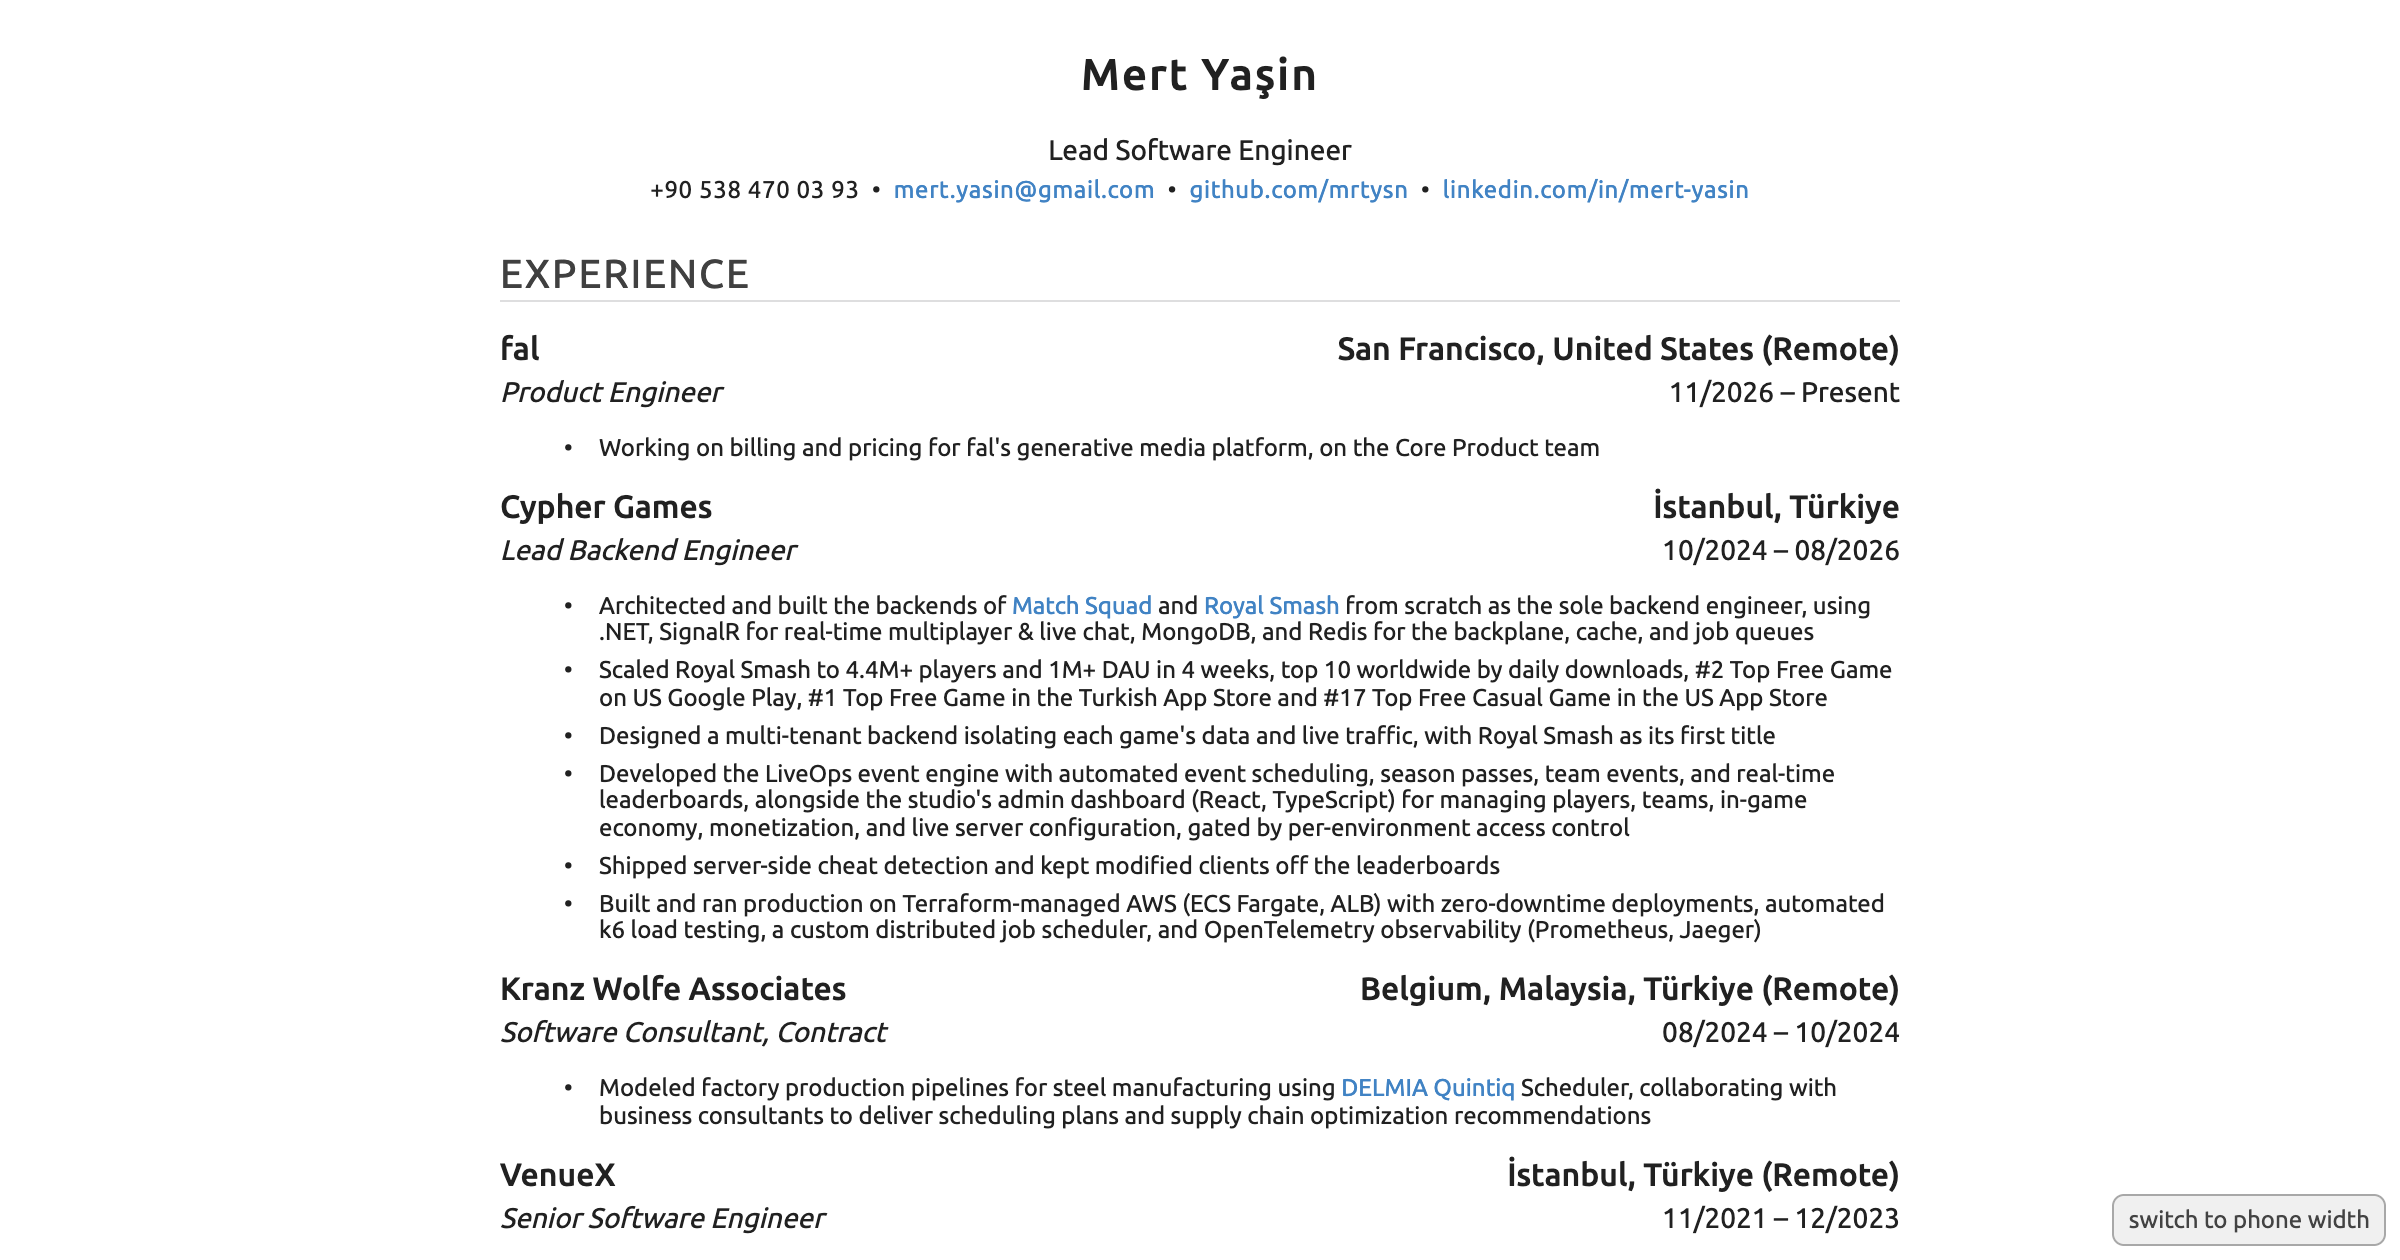 Mert Yaşin
Lead Software Engineer
+90 538 470 03 93 • mert.yasin@gmail.com • github.com/mrtysn • linkedin.com/in/mert-yasin
EXPERIENCE
fal San Francisco, United States (Remote)
Product Engineer 11/2026 – Present
• Working on billing and pricing for fal's generative media platform, on the Core Product team
Cypher Games İstanbul, Türkiye
Lead Backend Engineer 10/2024 – 08/2026
• Architected and built the backends of Match Squad and Royal Smash from scratch as the sole backend engineer, using
.NET, SignalR for real-time multiplayer & live chat, MongoDB, and Redis for the backplane, cache, and job queues
• Scaled Royal Smash to 4.4M+ players and 1M+ DAU in 4 weeks, top 10 worldwide by daily downloads, #2 Top Free Game
on US Google Play, #1 Top Free Game in the Turkish App Store and #17 Top Free Casual Game in the US App Store
• Designed a multi-tenant backend isolating each game's data and live traffic, with Royal Smash as its first title
• Developed the LiveOps event engine with automated event scheduling, season passes, team events, and real-time
leaderboards, alongside the studio's admin dashboard (React, TypeScript) for managing players, teams, in-game
economy, monetization, and live server configuration, gated by per-environment access control
• Shipped server-side cheat detection and kept modified clients off the leaderboards
• Built and ran production on Terraform-managed AWS (ECS Fargate, ALB) with zero-downtime deployments, automated
k6 load testing, a custom distributed job scheduler, and OpenTelemetry observability (Prometheus, Jaeger)
Kranz Wolfe Associates Belgium, Malaysia, Türkiye (Remote)
Software Consultant, Contract 08/2024 – 10/2024
• Modeled factory production pipelines for steel manufacturing using DELMIA Quintiq Scheduler, collaborating with
business consultants to deliver scheduling plans and supply chain optimization recommendations
VenueX İstanbul, Türkiye (Remote)
Senior Software Engineer 11/2021 – 12/2023
switch to phone width